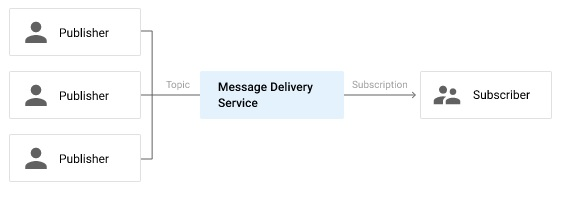 Publisher
Publisher
Publisher
Topic
Message Delivery
Service
Subscription
Subscriber